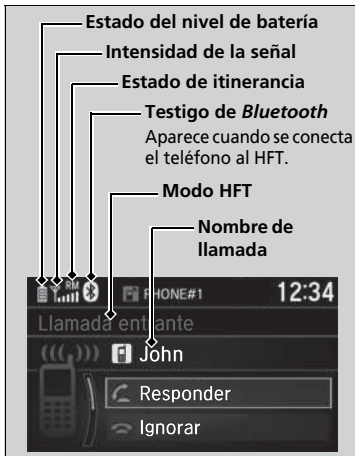 Estado del nivel de batería
Intensidad de la señal
Estado de itinerancia
Testigo de Bluetooth
Aparece cuando se conecta
el teléfono al HFT.
Modo HFT
Nombre de
llamada
RM
PHONE#1
12:34
Llamada entrante
John
Responder
Ignorar